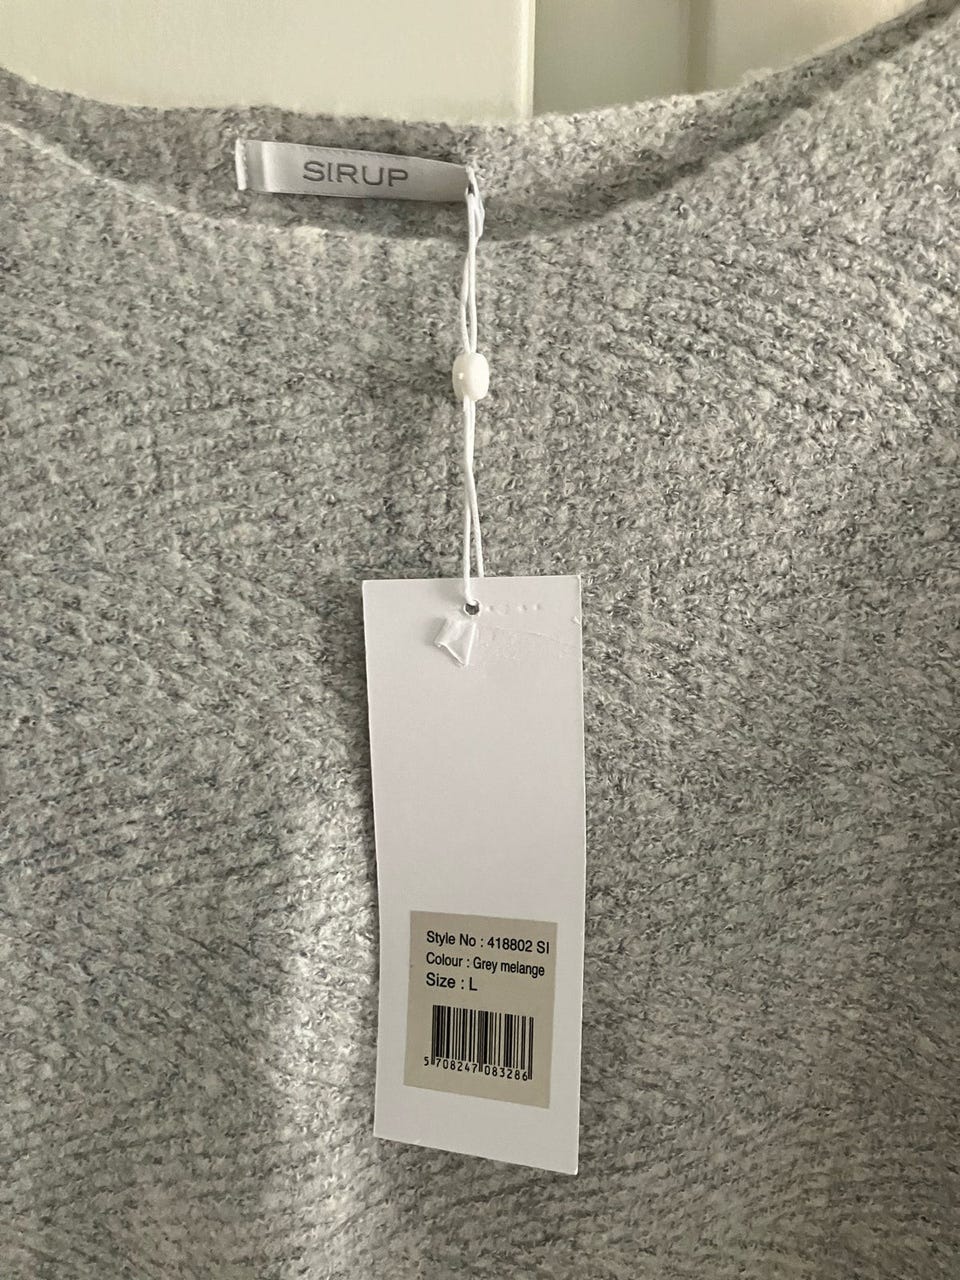 SIRUP
Style No : 418802 SI
Colour : Grey melange
Size : L
5 708247 083286